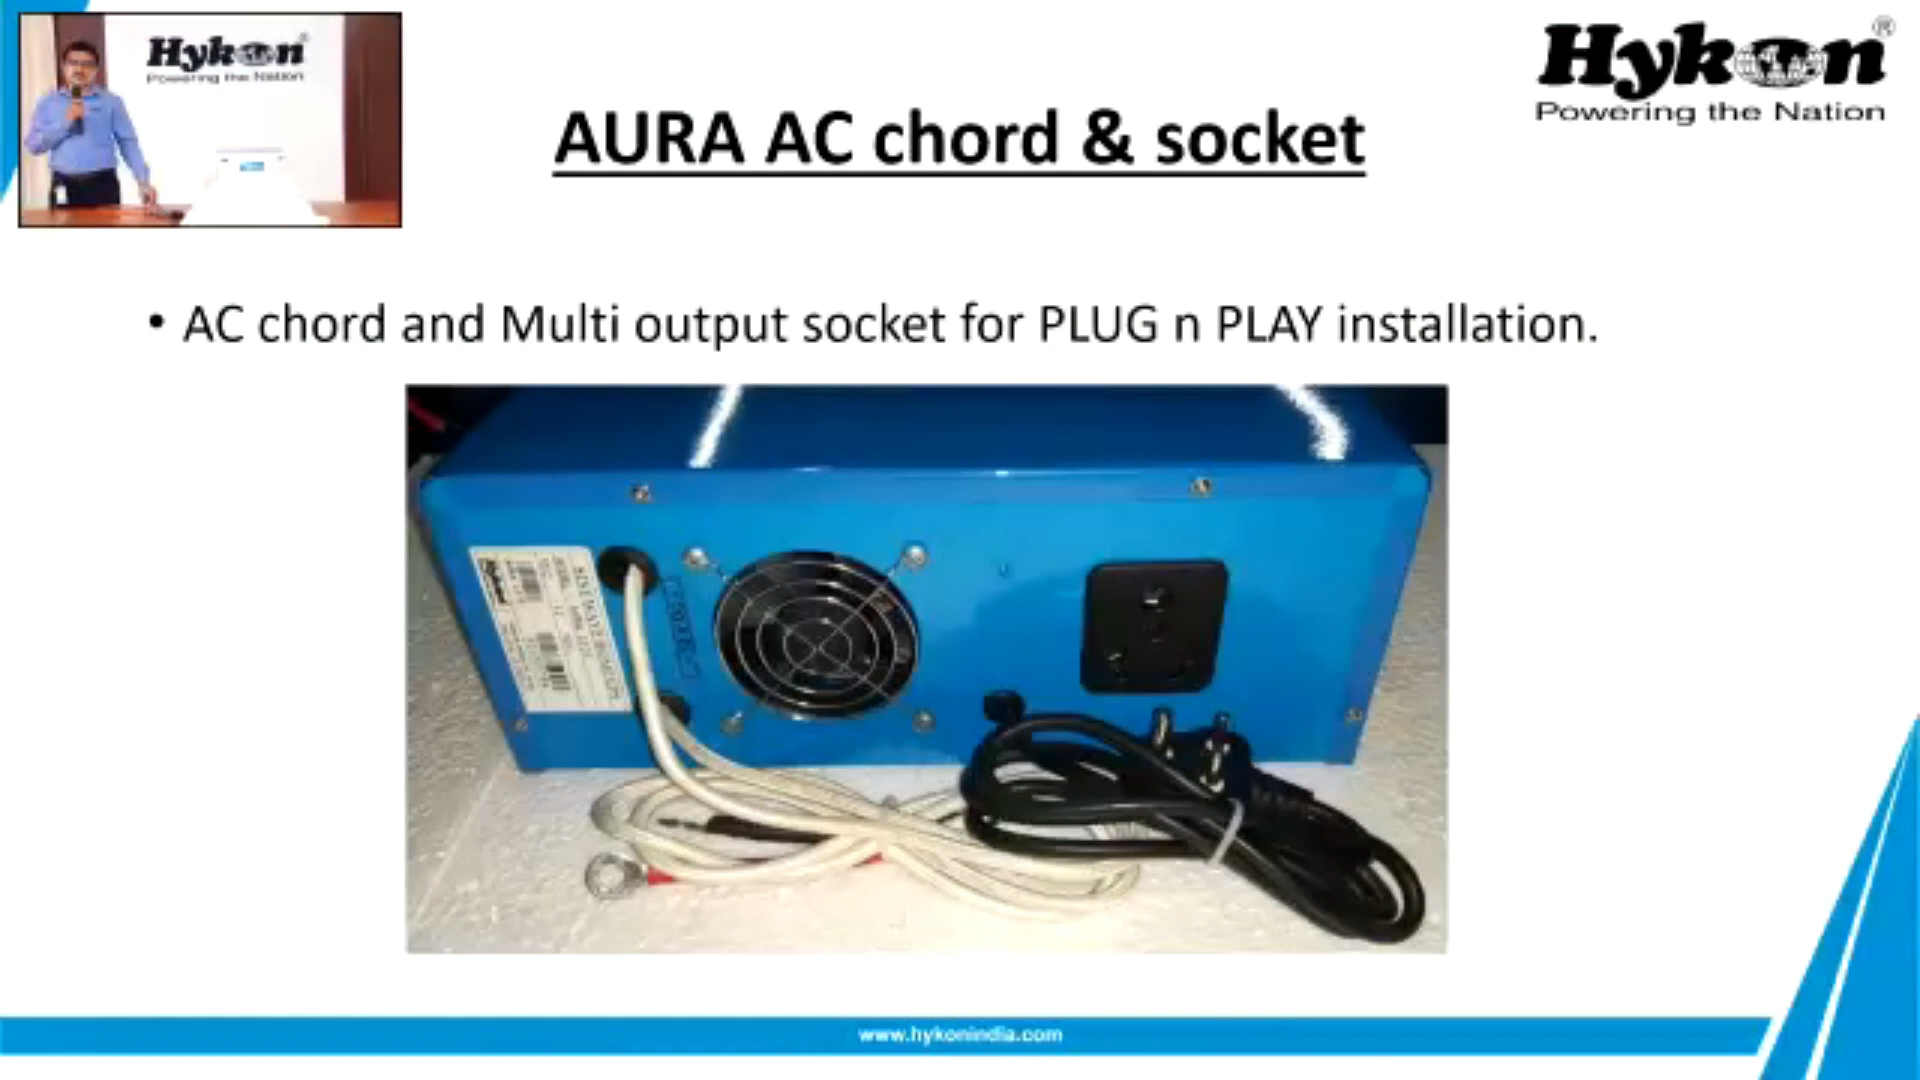 Hykon
Powering the Nation
Hykon®
Powering the Nation
AURA AC chord & socket
• AC chord and Multi output socket for PLUG n PLAY installation.
www.hykonindia.com